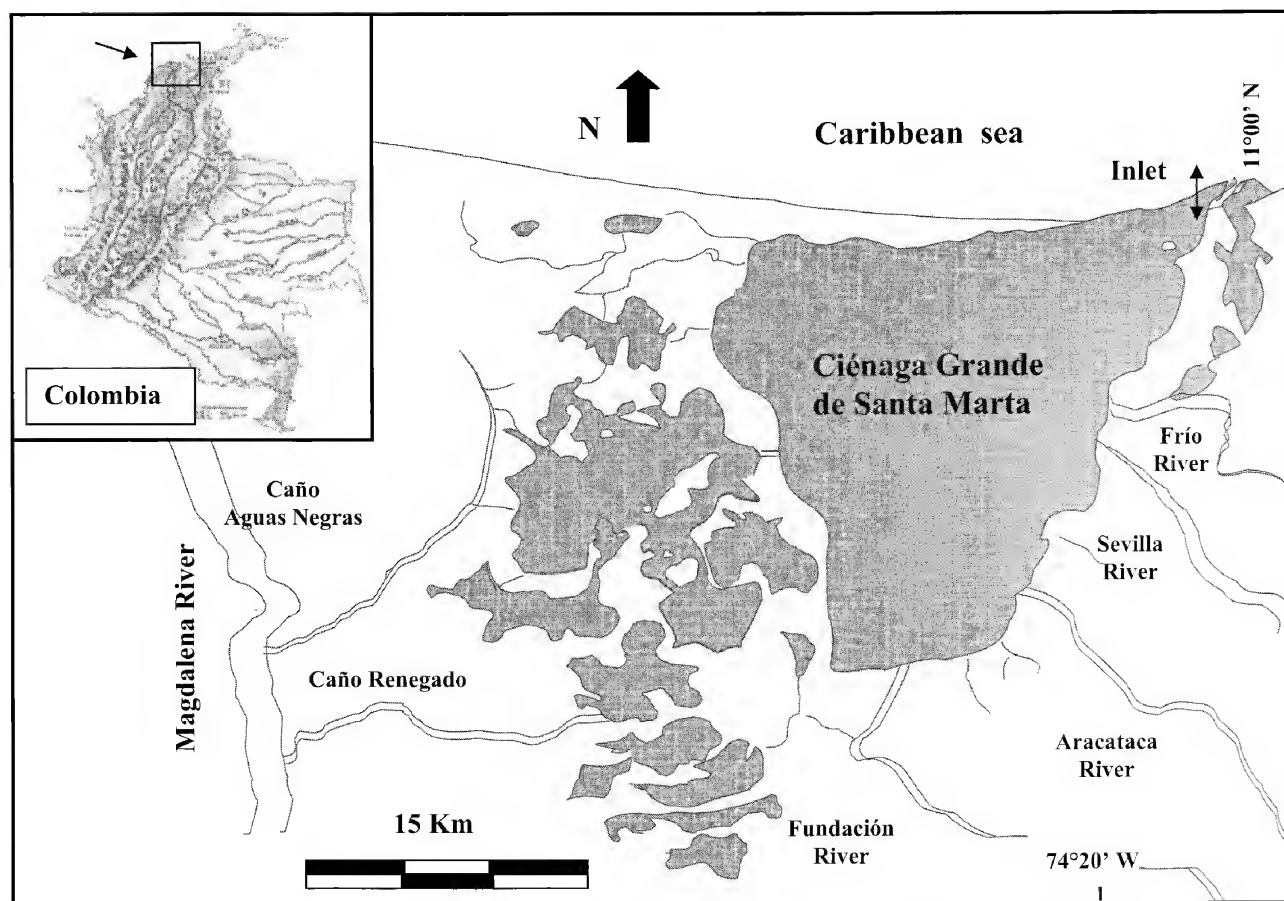 N
Caribbean sea
Inlet
11°00' N
Colombia
Ciénaga Grande
de Santa Marta
Frío
River
Caño
Aguas Negras
Sevilla
River
Magdalena River
Caño Renegado
Aracataca
River
15 Km
Fundación
River
74°20' W